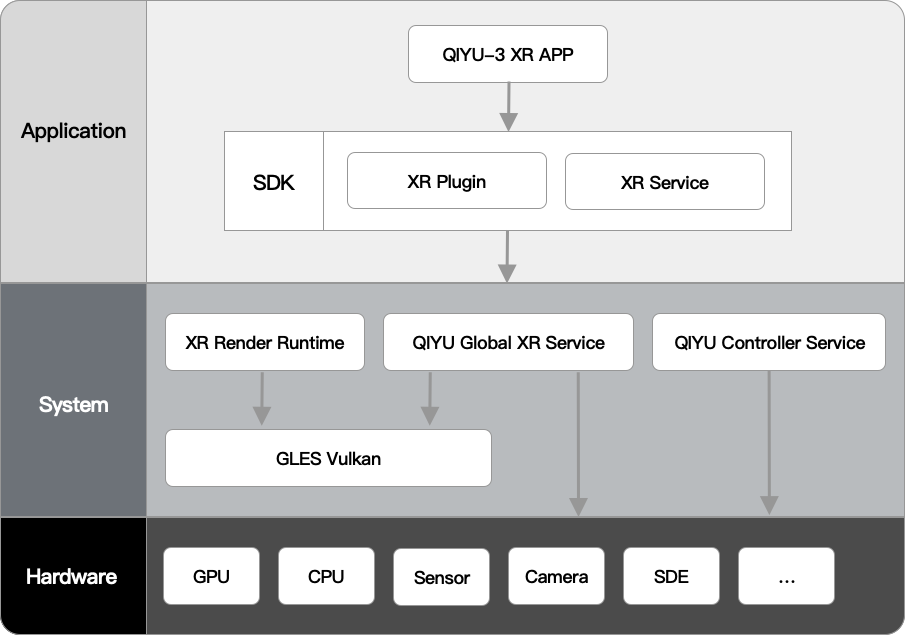 QIYU-3 XR APP
Application
SDK
XR Plugin
XR Service
XR Render Runtime
QIYU Global XR Service
QIYU Controller Service
System
GLES Vulkan
Hardware
GPU
CPU
Sensor
Camera
SDE
...